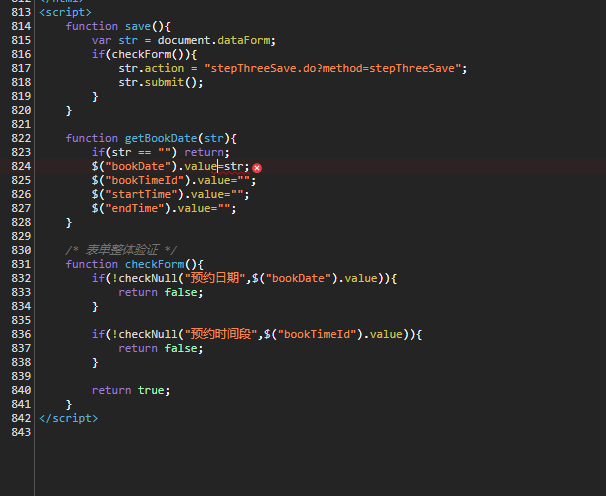 812 </html>
813 <script>
814 function save(){
815 var str = document.dataForm;
816 if(checkForm()){
817 str.action = "stepThreeSave.do?method=stepThreeSave";
818 str.submit();
819 }
820 }
821
822 function getBookDate(str){
823 if(str == "") return;
824 $("bookDate").value=str;
825 $("bookTimeId").value="";
826 $("startTime").value="";
827 $("endTime").value="";
828 }
829
830 /* 表单整体验证 */
831 function checkForm(){
832 if(!checkNull("预约日期",$("bookDate").value)){
833 return false;
834 }
835
836 if(!checkNull("预约时间段",$("bookTimeId").value)){
837 return false;
838 }
839
840 return true;
841 }
842 </script>
843